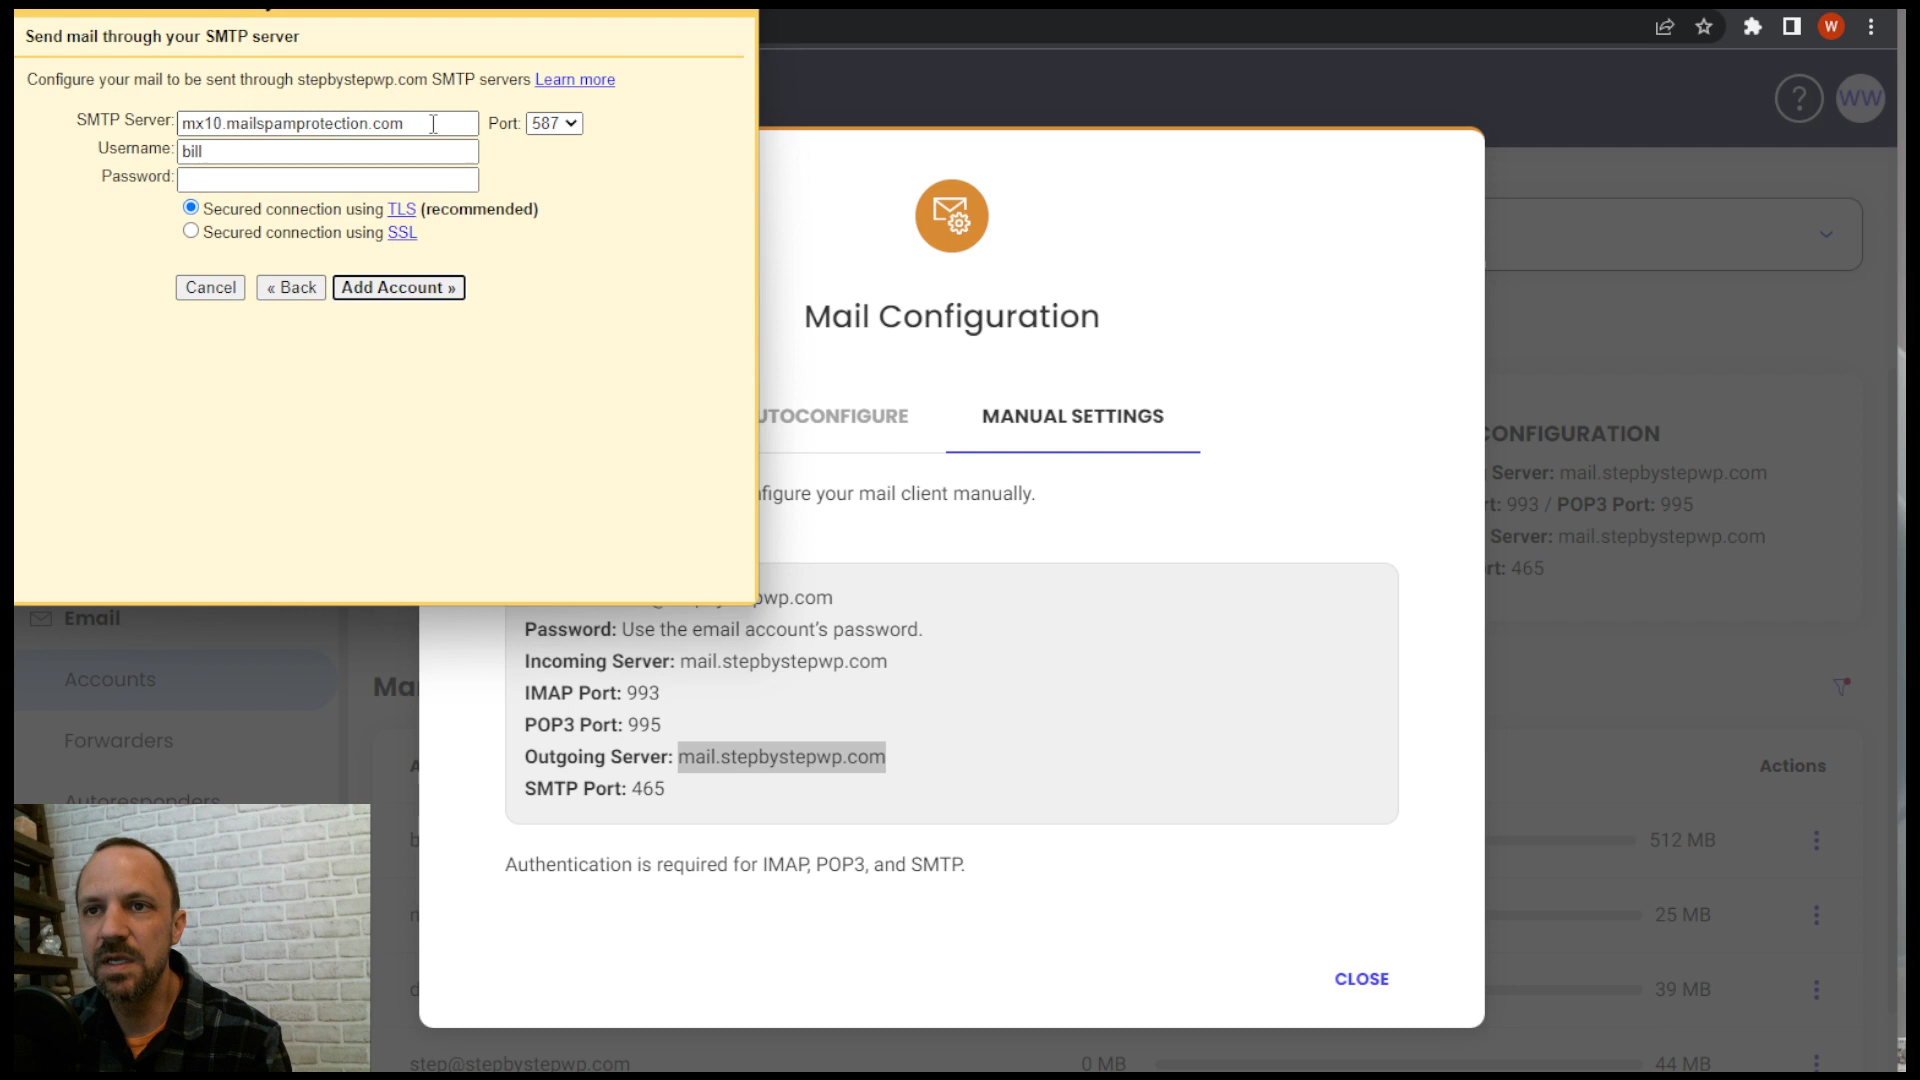 Send mail through your SMTP server
Configure your mail to be sent through stepbystepwp.com SMTP servers Learn more
SMTP Server: mx10.mailspamprotection.com Port: 587
Username: bill
Password:
Secured connection using TLS (recommended)
Secured connection using SSL
Cancel « Back Add Account »
W
?
WW
Mail Configuration
UTOCONFIGURE MANUAL SETTINGS
figure your mail client manually.
wp.com
Password: Use the email account's password.
Incoming Server: mail.stepbystepwp.com
IMAP Port: 993
POP3 Port: 995
Outgoing Server: mail.stepbystepwp.com
SMTP Port: 465
Authentication is required for IMAP, POP3, and SMTP.
CLOSE
CONFIGURATION
Server: mail.stepbystepwp.com
rt: 993 / POP3 Port: 995
Server: mail.stepbystepwp.com
rt: 465
Email
Accounts
Forwarders
Autoresponders
Ma
Actions
512 MB
25 MB
39 MB
step@stepbystepwp.com 0 MB 44 MB